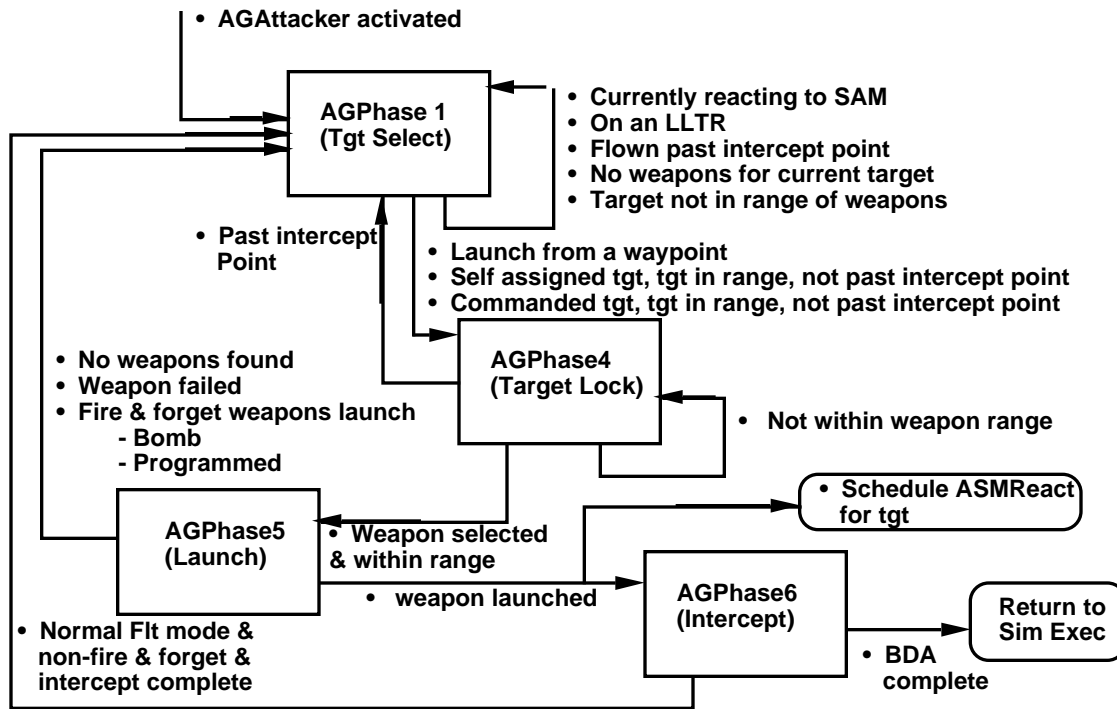 • AGAttacker activated
AGPhase 1
(Tgt Select)
• Currently reacting to SAM
• On an LLTR
• Flown past intercept point
• No weapons for current target
• Target not in range of weapons
• Past intercept
Point
• Launch from a waypoint
• Self assigned tgt, tgt in range, not past intercept point
• Commanded tgt, tgt in range, not past intercept point
AGPhase4
(Target Lock)
• No weapons found
• Weapon failed
• Fire & forget weapons launch
- Bomb
- Programmed
• Not within weapon range
• Schedule ASMReact
for tgt
AGPhase5
(Launch)
• Weapon selected
& within range
• weapon launched
AGPhase6
(Intercept)
Return to
Sim Exec
• Normal Flt mode &
non-fire & forget &
intercept complete
• BDA
complete